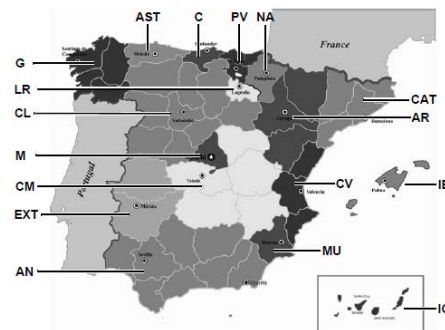 AST
C
PV
NA
G
France
LR
CAT
CL
AR
M
CM
CV
IB
EXT
Portugal
AN
MU
IC
Oviedo
Santander
Pamplona
Logroño
Valladolid
Zaragoza
Barcelona
Toledo
Valencia
Palma
Mérida
Sevilla
Murcia